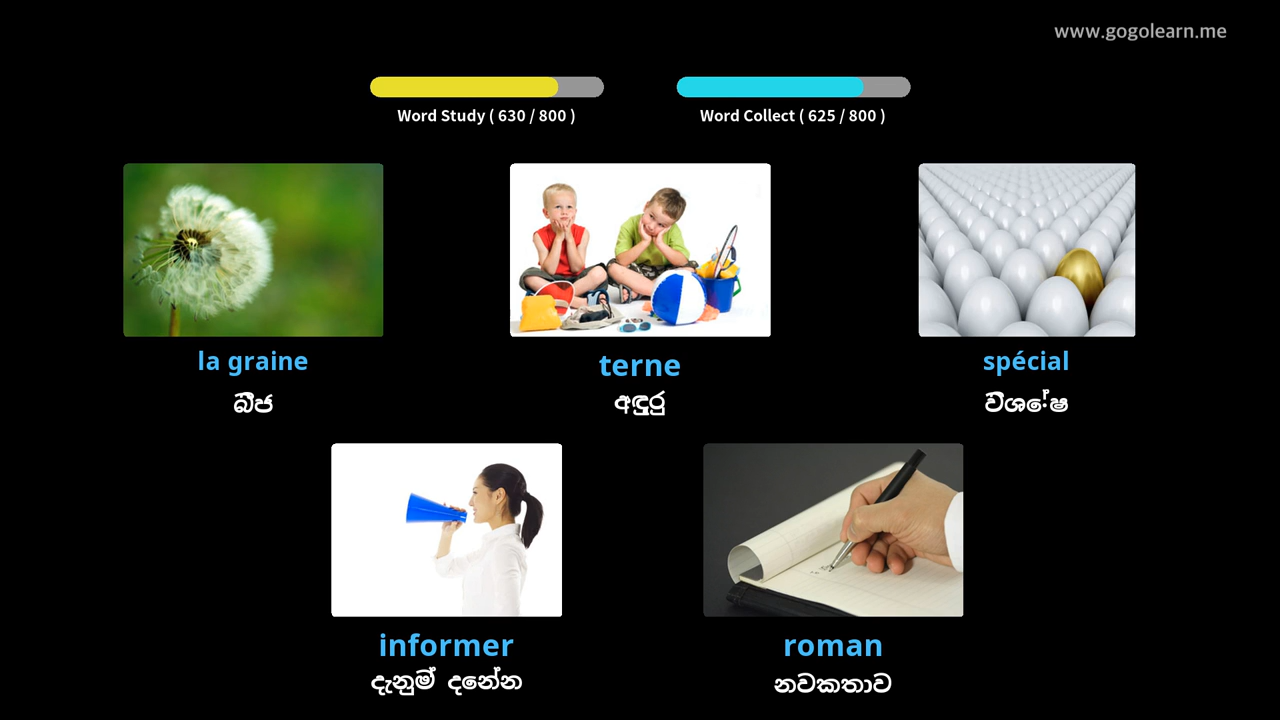 www.gogolearn.me
Word Study ( 630 / 800 )
Word Collect ( 625 / 800 )
la graine
බීජ
terne
අඳුරු
spécial
විශේෂ
informer
දැනුම් දෙන්න
roman
නවකතාව